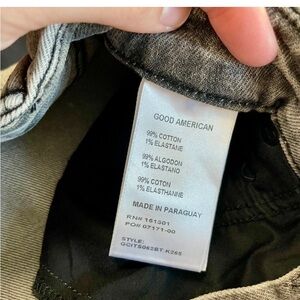 GOOD AMERICAN
99% COTTON
1% ELASTANE
99% ALGODON
1% ELASTANO
99% COTON
1% ELASTHANNE
MADE IN PARAGUAY
RN# 161301
PO# 07171-00
STYLE: